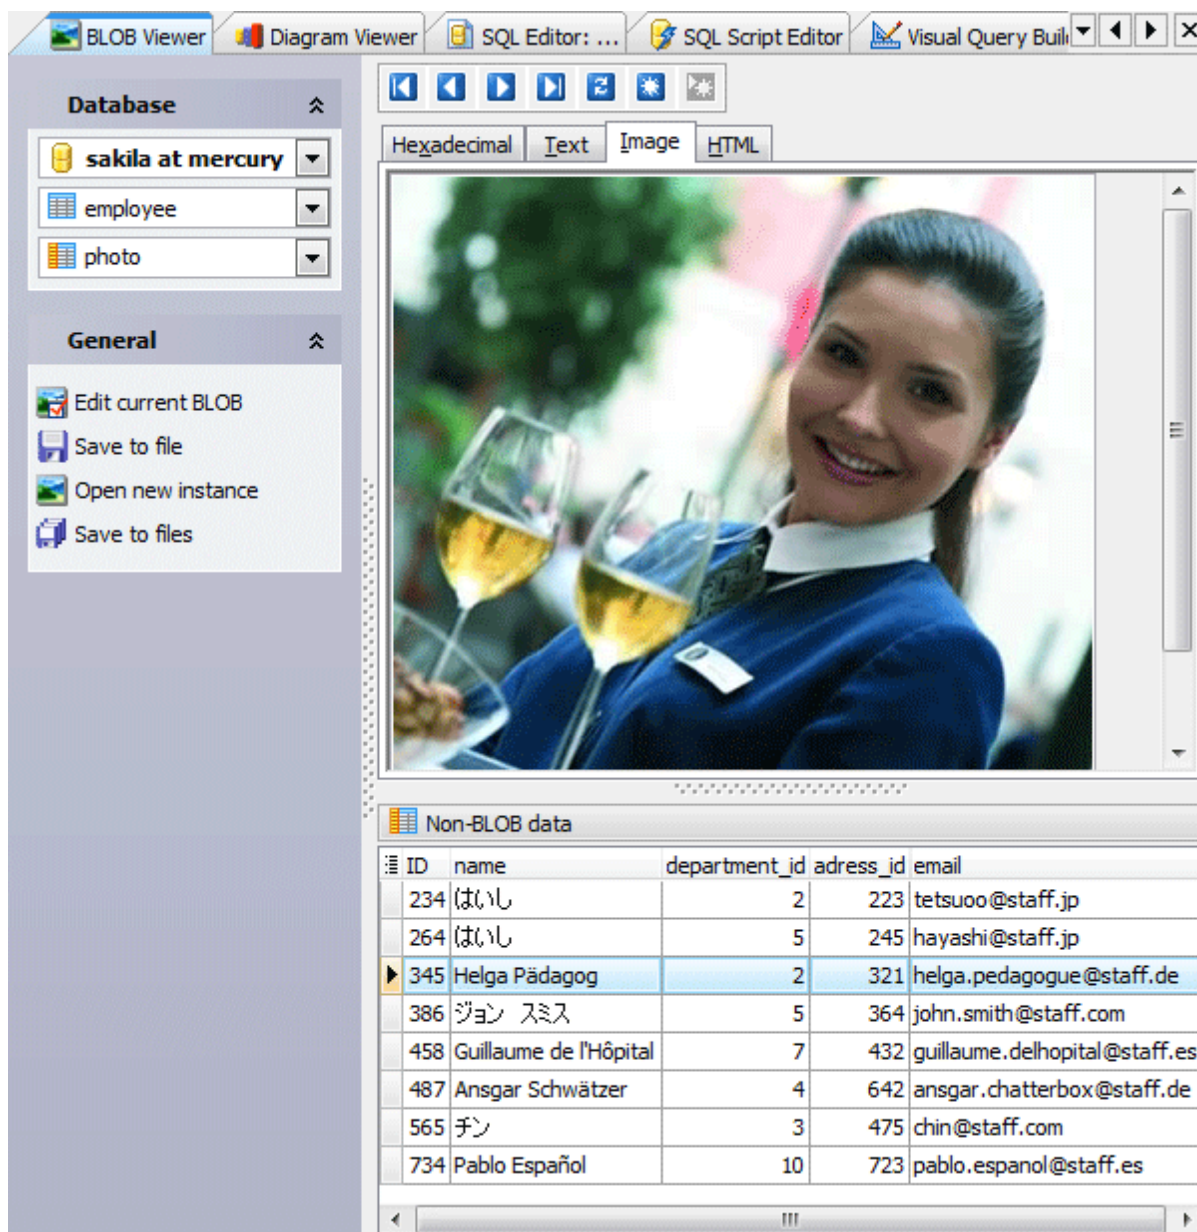 BLOB Viewer Diagram Viewer SQL Editor: ... SQL Script Editor Visual Query Buil
Database
sakila at mercury
employee
photo
General
Edit current BLOB
Save to file
Open new instance
Save to files
Hexadecimal Text Image HTML
Non-BLOB data
ID name department_id adress_id email
234 はいし 2 223 tetsuoo@staff.jp
264 はいし 5 245 hayashi@staff.jp
345 Helga Pädagog 2 321 helga.pedagogue@staff.de
386 ジョン スミス 5 364 john.smith@staff.com
458 Guillaume de l'Hôpital 7 432 guillaume.delhopital@staff.es
487 Ansgar Schwätzer 4 642 ansgar.chatterbox@staff.de
565 チン 3 475 chin@staff.com
734 Pablo Español 10 723 pablo.espanol@staff.es